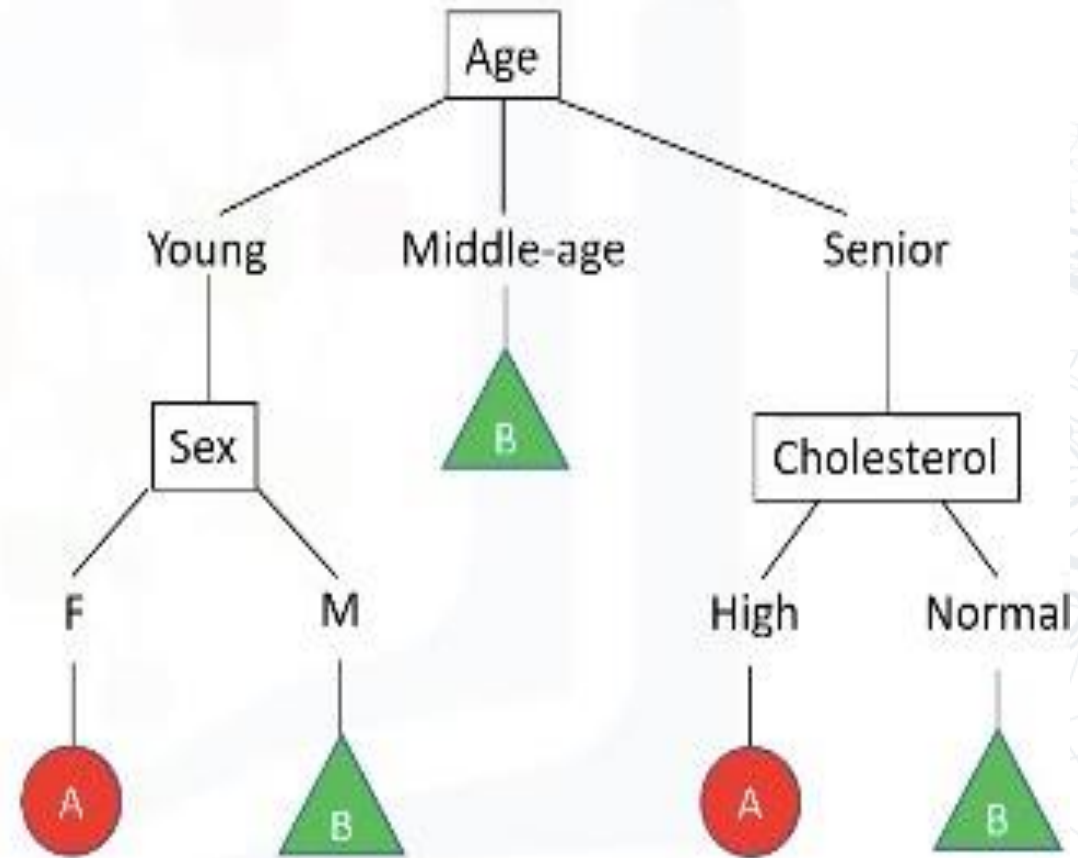 Age
Young Middle-age Senior
B
Sex Cholesterol
F M High Normal
A B A B